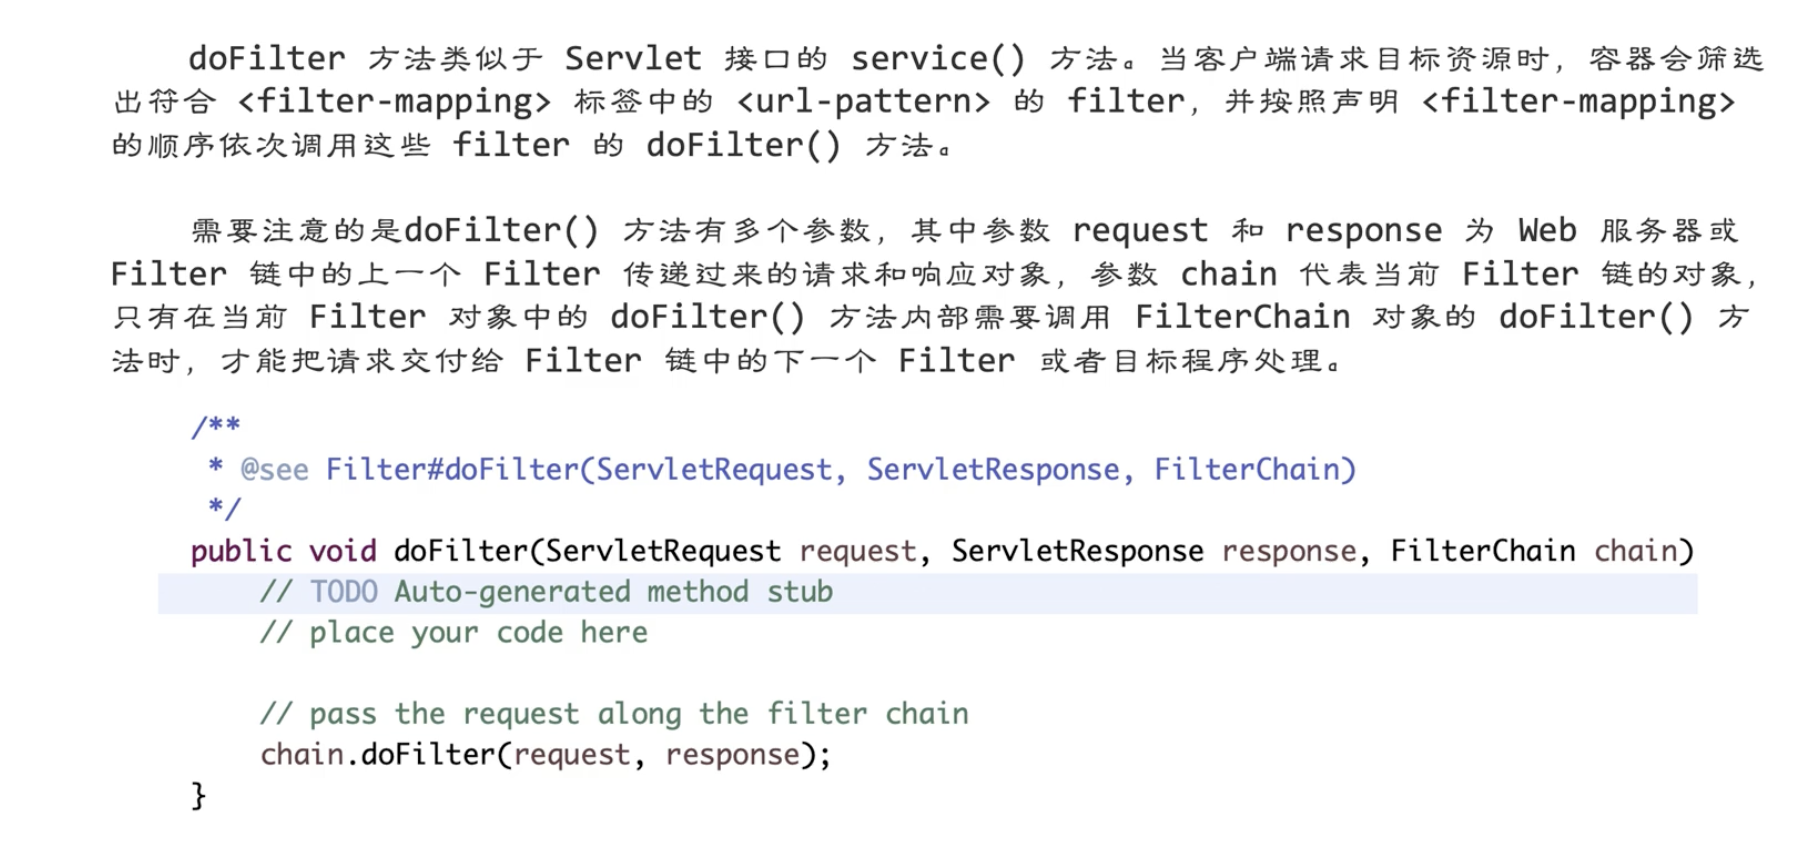 doFilter 方法类似于 Servlet 接口的 service() 方法。当客户端请求目标资源时，容器会筛选
出符合 <filter-mapping> 标签中的 <url-pattern> 的 filter，并按照声明 <filter-mapping>
的顺序依次调用这些 filter 的 doFilter() 方法。
需要注意的是doFilter() 方法有多个参数，其中参数 request 和 response 为 Web 服务器或
Filter 链中的上一个 Filter 传递过来的请求和响应对象，参数 chain 代表当前 Filter 链的对象，
只有在当前 Filter 对象中的 doFilter() 方法内部需要调用 FilterChain 对象的 doFilter() 方
法时，才能把请求交付给 Filter 链中的下一个 Filter 或者目标程序处理。
/**
 * @see Filter#doFilter(ServletRequest, ServletResponse, FilterChain)
 */
public void doFilter(ServletRequest request, ServletResponse response, FilterChain chain)
    // TODO Auto-generated method stub
    // place your code here
    // pass the request along the filter chain
    chain.doFilter(request, response);
}